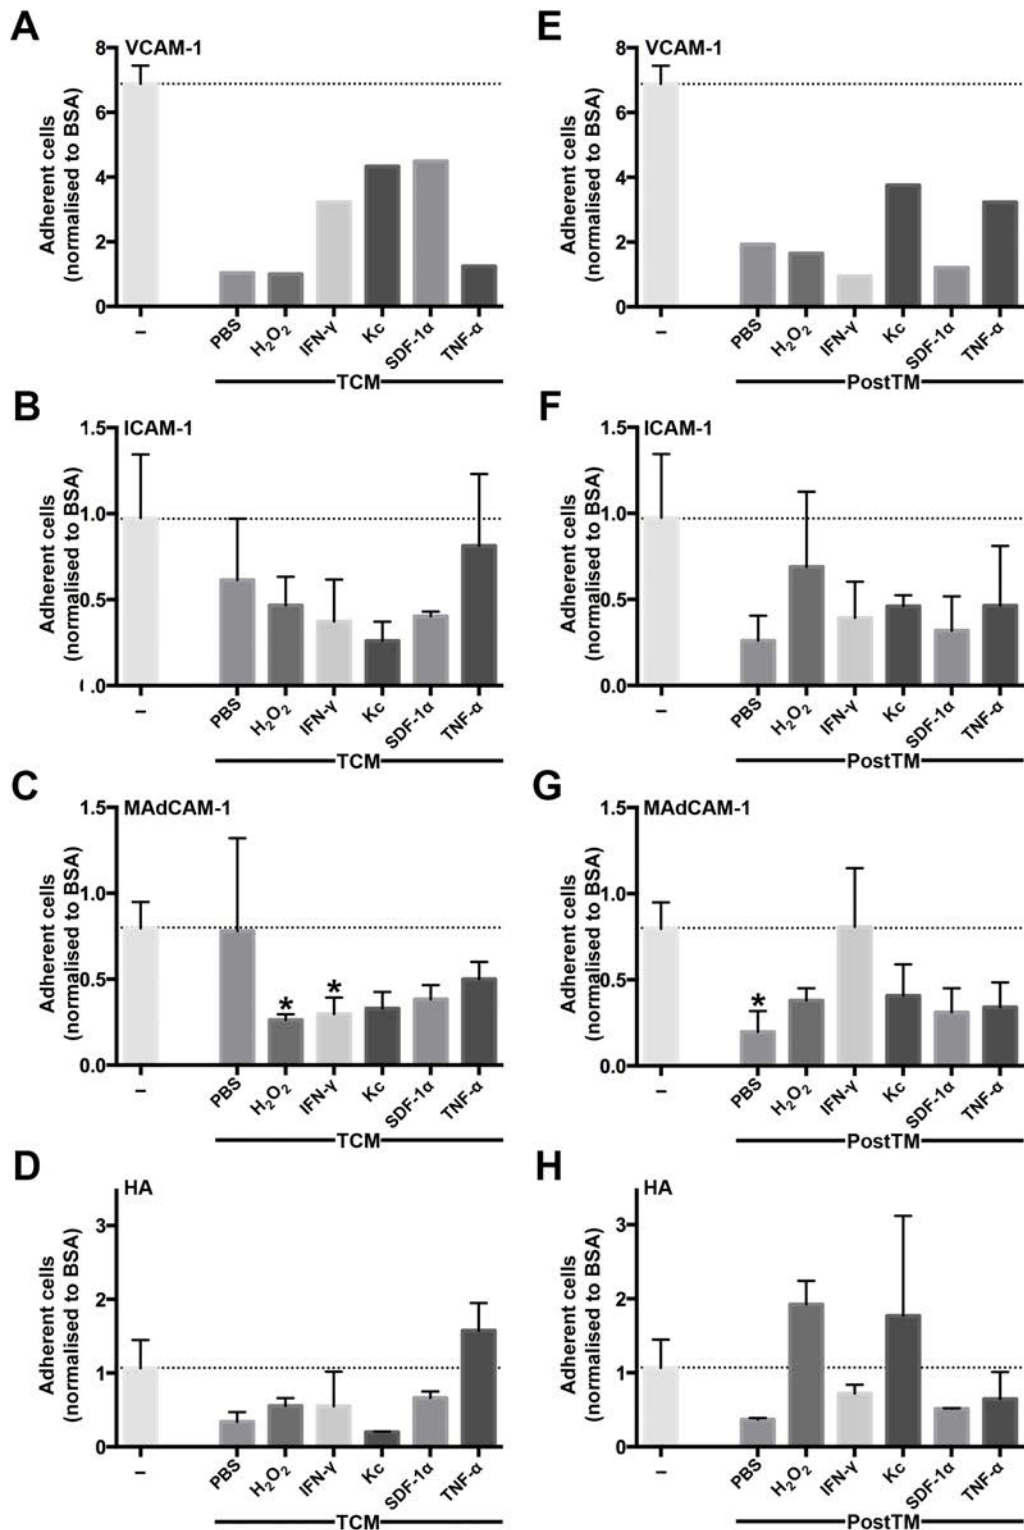 A
VCAM-1
Adherent cells
(normalised to BSA)
8
6
4
2
0
–
PBS
H₂O₂
IFN-γ
Kc
SDF-1α
TNF-α
TCM
E
VCAM-1
Adherent cells
(normalised to BSA)
8
6
4
2
0
–
PBS
H₂O₂
IFN-γ
Kc
SDF-1α
TNF-α
PostTM
B
ICAM-1
Adherent cells
(normalised to BSA)
1.5
1.0
0.5
.0
–
PBS
H₂O₂
IFN-γ
Kc
SDF-1α
TNF-α
TCM
F
ICAM-1
Adherent cells
(normalised to BSA)
1.5
1.0
0.5
0.0
–
PBS
H₂O₂
IFN-γ
Kc
SDF-1α
TNF-α
PostTM
C
MAdCAM-1
Adherent cells
(normalised to BSA)
1.5
1.0
0.5
0.0
* *
–
PBS
H₂O₂
IFN-γ
Kc
SDF-1α
TNF-α
TCM
G
MAdCAM-1
Adherent cells
(normalised to BSA)
1.5
1.0
0.5
0.0
*
–
PBS
H₂O₂
IFN-γ
Kc
SDF-1α
TNF-α
PostTM
D
HA
Adherent cells
(normalised to BSA)
3
2
1
0
–
PBS
H₂O₂
IFN-γ
Kc
SDF-1α
TNF-α
TCM
H
HA
Adherent cells
(normalised to BSA)
3
2
1
0
–
PBS
H₂O₂
IFN-γ
Kc
SDF-1α
TNF-α
PostTM